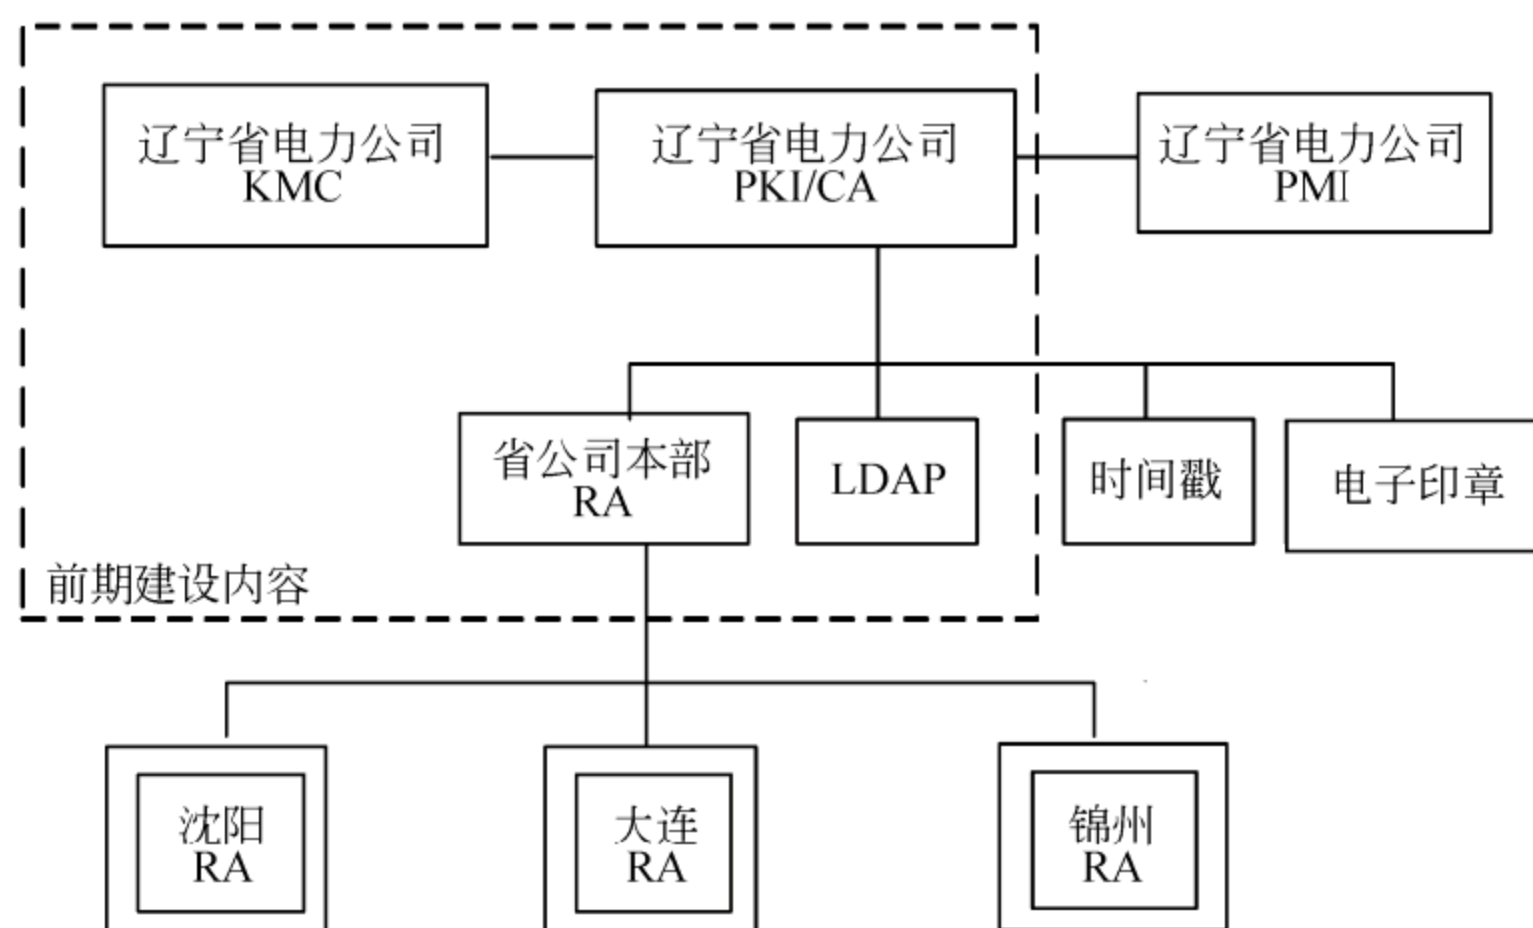 辽宁省电力公司
KMC
辽宁省电力公司
PKI/CA
辽宁省电力公司
PMI
省公司本部
RA
LDAP
时间戳
电子印章
前期建设内容
沈阳
RA
大连
RA
锦州
RA